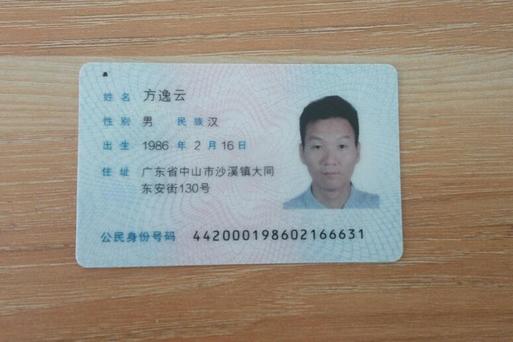 姓名 方逸云
性别 男 民族 汉
出生 1986 年 2 月 16 日
住址 广东省中山市沙溪镇大同
东安街130号
公民身份号码 442000198602166631